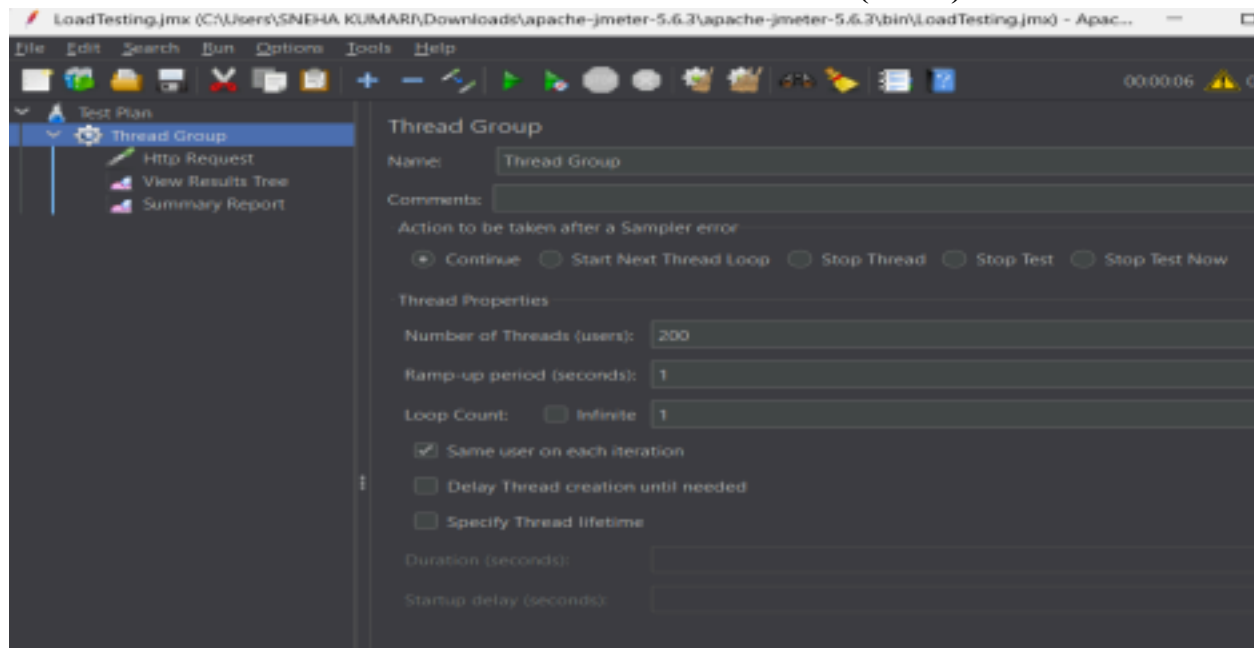 LoadTesting.jmx (C:\Users\SNEHA KUMARI\Downloads\apache-jmeter-5.6.3\apache-jmeter-5.6.3\bin\LoadTesting.jmx) - Apac...
File Edit Search Run Options Tools Help
00:00:06
Test Plan
Thread Group
Http Request
View Results Tree
Summary Report
Thread Group
Name: Thread Group
Comments:
Action to be taken after a Sampler error
Continue Start Next Thread Loop Stop Thread Stop Test Stop Test Now
Thread Properties
Number of Threads (users): 200
Ramp-up period (seconds): 1
Loop Count: Infinite 1
Same user on each iteration
Delay Thread creation until needed
Specify Thread lifetime
Duration (seconds):
Startup delay (seconds):